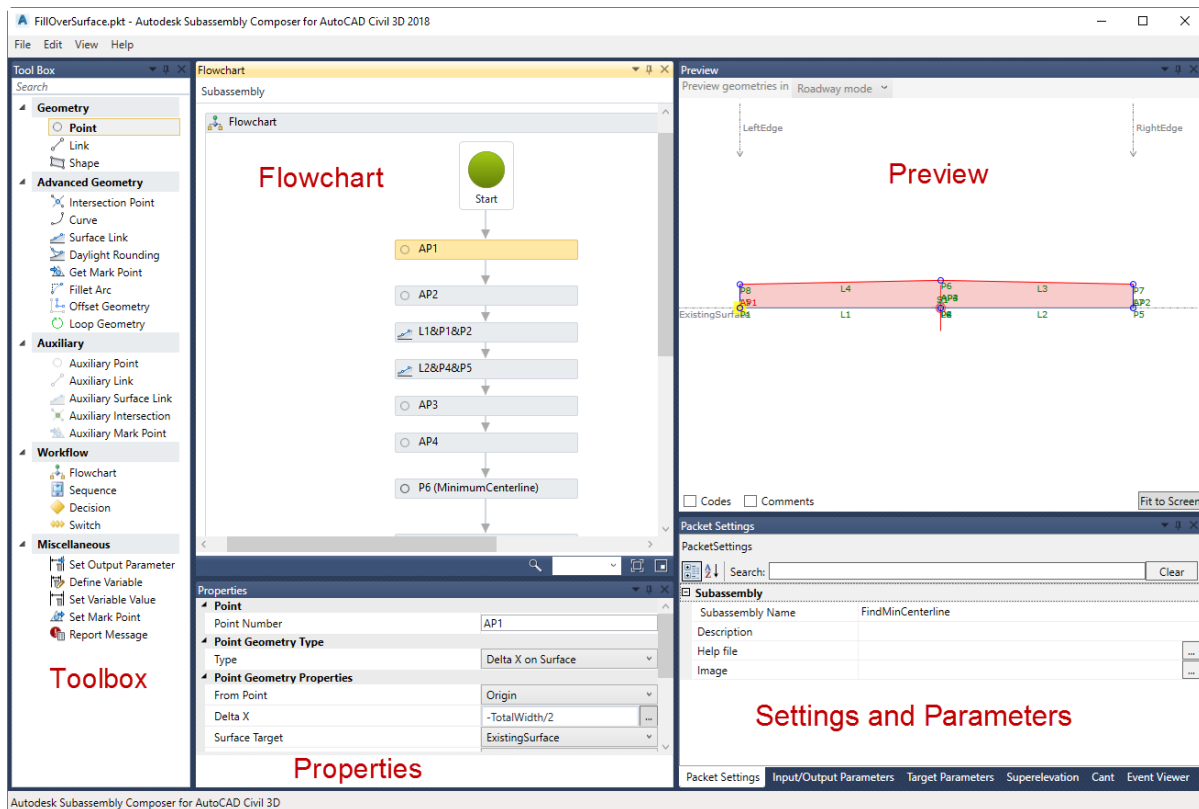 FillOverSurface.pkt - Autodesk Subassembly Composer for AutoCAD Civil 3D 2018
File Edit View Help
Tool Box
Search
Geometry
Point
Link
Shape
Advanced Geometry
Intersection Point
Curve
Surface Link
Daylight Rounding
Get Mark Point
Fillet Arc
Offset Geometry
Loop Geometry
Auxiliary
Auxiliary Point
Auxiliary Link
Auxiliary Surface Link
Auxiliary Intersection
Auxiliary Mark Point
Workflow
Flowchart
Sequence
Decision
Switch
Miscellaneous
Set Output Parameter
Define Variable
Set Variable Value
Set Mark Point
Report Message
Toolbox
Flowchart
Subassembly
Flowchart
Flowchart
Start
AP1
AP2
L1&P1&P2
L2&P4&P5
AP3
AP4
P6 (MinimumCenterline)
Properties
Point
Point Number AP1
Point Geometry Type
Type Delta X on Surface
Point Geometry Properties
From Point Origin
Delta X -TotalWidth/2 ...
Surface Target ExistingSurface
Properties
Preview
Preview geometries in Roadway mode
LeftEdge RightEdge
Preview
P8 L4 P6 L3 P7
L1 L2 P5
Codes Comments Fit to Screen
Packet Settings
PacketSettings
Search: Clear
Subassembly
Subassembly Name FindMinCenterline
Description
Help file ...
Image ...
Settings and Parameters
Packet Settings Input/Output Parameters Target Parameters Superelevation Cant Event Viewer
Autodesk Subassembly Composer for AutoCAD Civil 3D